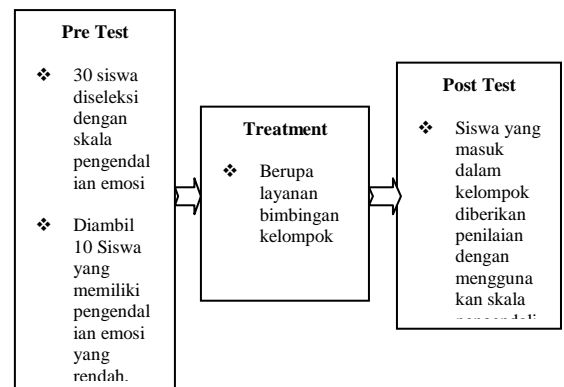 Pre Test
❖ 30 siswa
diseleksi
dengan
skala
pengendal
ian emosi
❖ Diambil
10 Siswa
yang
memiliki
pengendal
ian emosi
yang
rendah.
Treatment
❖ Berupa
layanan
bimbingan
kelompok
Post Test
❖ Siswa yang
masuk
dalam
kelompok
diberikan
penilaian
dengan
mengguna
kan skala